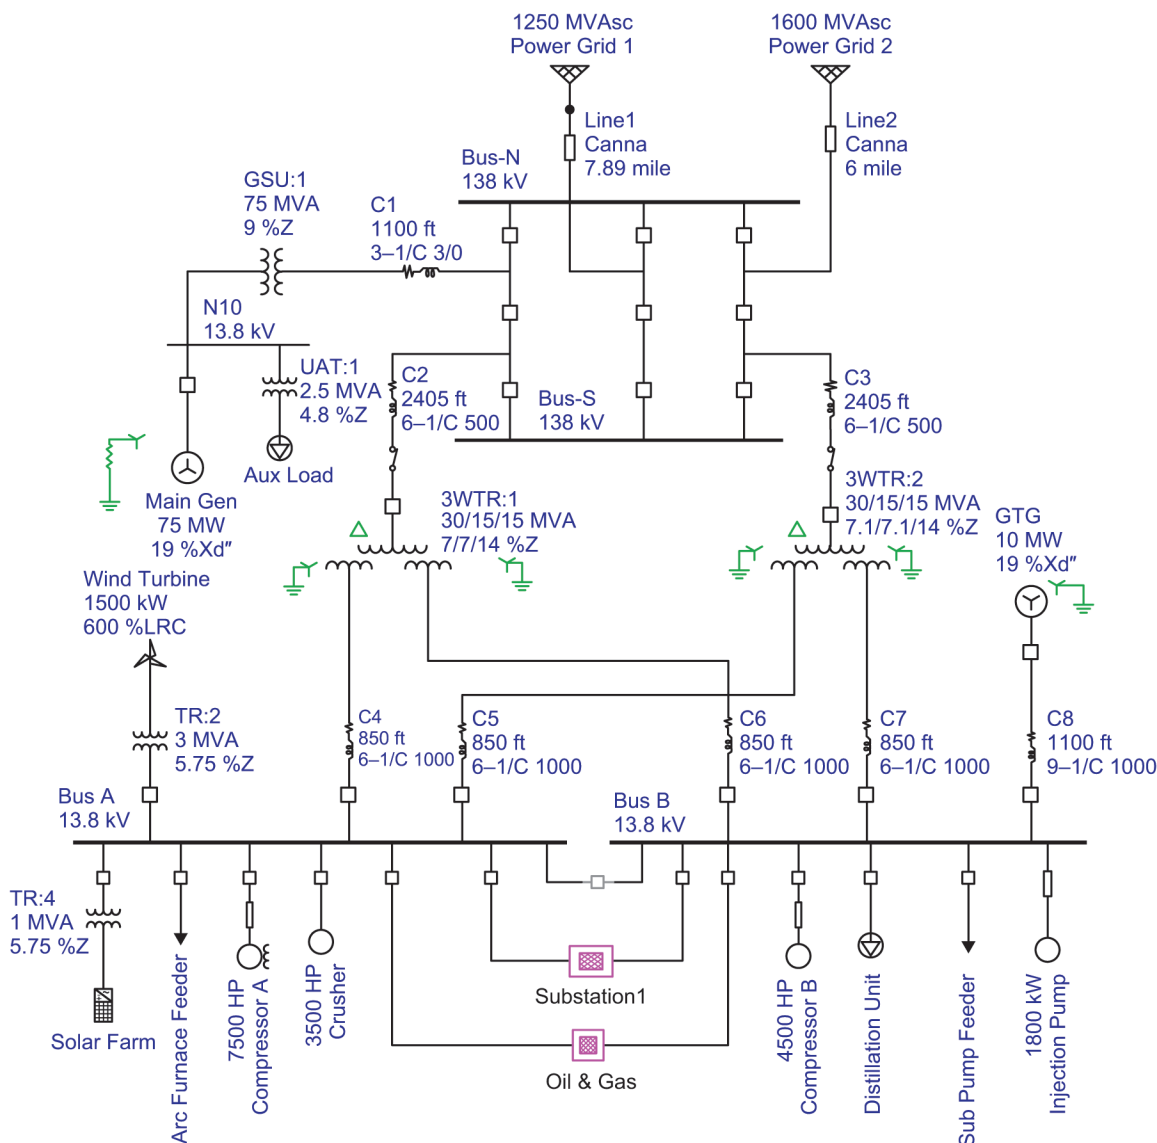 1250 MVAsc
Power Grid 1
1600 MVAsc
Power Grid 2
Line1
Canna
7.89 mile
Line2
Canna
6 mile
Bus-N
138 kV
GSU:1
75 MVA
9 %Z
C1
1100 ft
3–1/C 3/0
N10
13.8 kV
UAT:1
2.5 MVA
4.8 %Z
C2
2405 ft
6–1/C 500
Bus-S
138 kV
C3
2405 ft
6–1/C 500
Aux Load
Main Gen
75 MW
19 %Xd″
3WTR:1
30/15/15 MVA
7/7/14 %Z
3WTR:2
30/15/15 MVA
7.1/7.1/14 %Z
GTG
10 MW
19 %Xd″
Wind Turbine
1500 kW
600 %LRC
TR:2
3 MVA
5.75 %Z
C4
850 ft
6–1/C 1000
C5
850 ft
6–1/C 1000
C6
850 ft
6–1/C 1000
C7
850 ft
6–1/C 1000
C8
1100 ft
9–1/C 1000
Bus A
13.8 kV
Bus B
13.8 kV
TR:4
1 MVA
5.75 %Z
Solar Farm
Arc Furnace Feeder
7500 HP
Compressor A
3500 HP
Crusher
Substation1
Oil & Gas
4500 HP
Compressor B
Distillation Unit
Sub Pump Feeder
1800 kW
Injection Pump